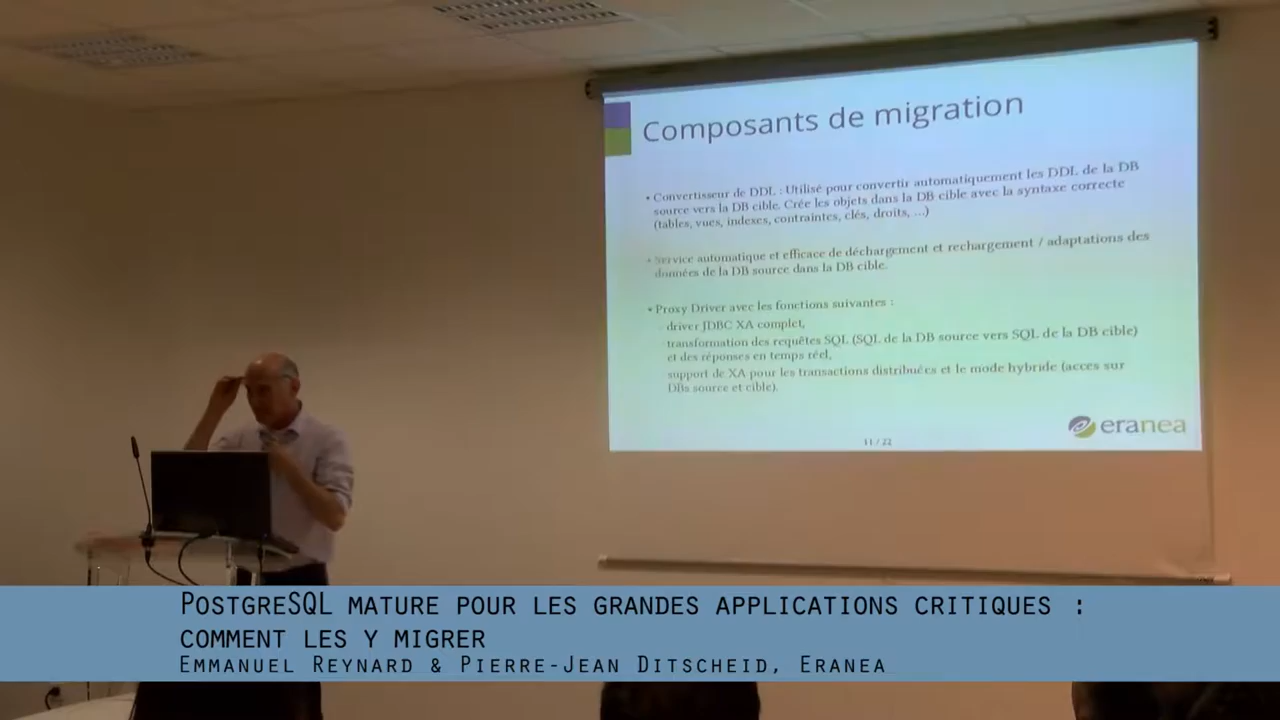 Composants de migration
• Convertisseur de DDL : Utilisé pour convertir automatiquement les DDL de la DB
source vers la DB cible. Crée les objets dans la DB cible avec la syntaxe correcte
(tables, vues, indexes, contraintes, clés, droits, ...)
• Service automatique et efficace de déchargement et rechargement / adaptations des
données de la DB source dans la DB cible.
• Proxy Driver avec les fonctions suivantes :
- driver JDBC XA complet,
transformation des requêtes SQL (SQL de la DB source vers SQL de la DB cible)
et des réponses en temps réel,
support de XA pour les transactions distribuées et le mode hybride (acces sur
DBs source et cible).
11 / 22
eranea
PostgreSQL mature pour les grandes applications critiques :
comment les y migrer
Emmanuel Reynard & Pierre-Jean Ditscheid, Eranea